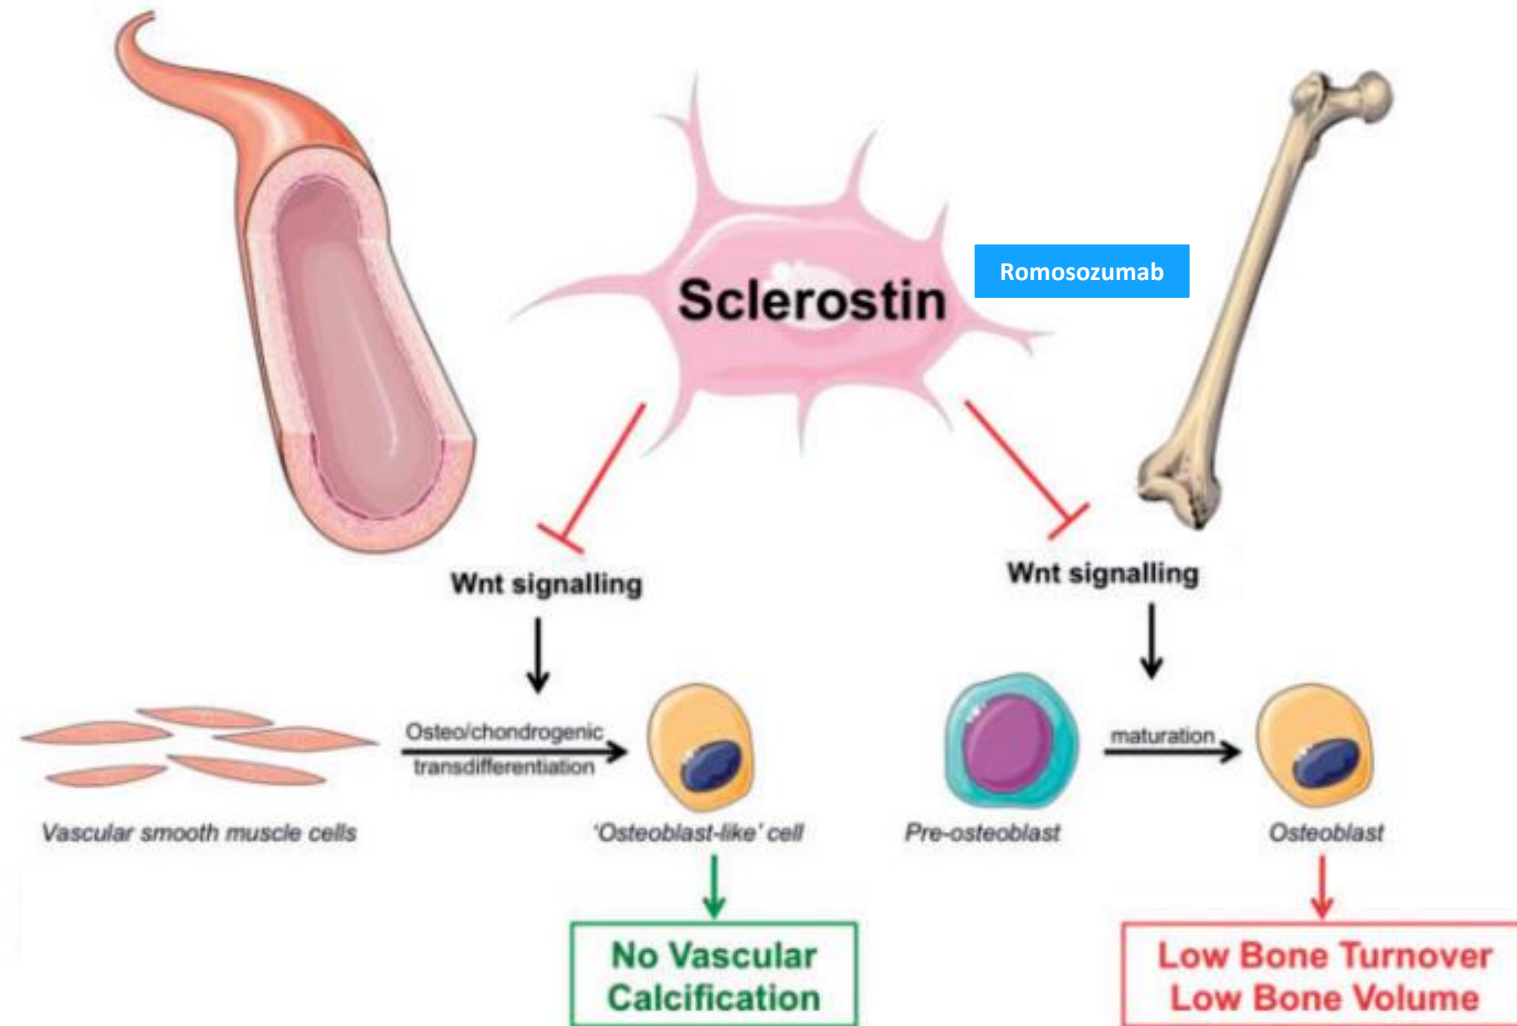 Sclerostin
Romosozumab
Wnt signalling
Wnt signalling
Osteo/chondrogenic
transdifferentiation
maturation
Vascular smooth muscle cells
'Osteoblast-like' cell
Pre-osteoblast
Osteoblast
No Vascular
Calcification
Low Bone Turnover
Low Bone Volume